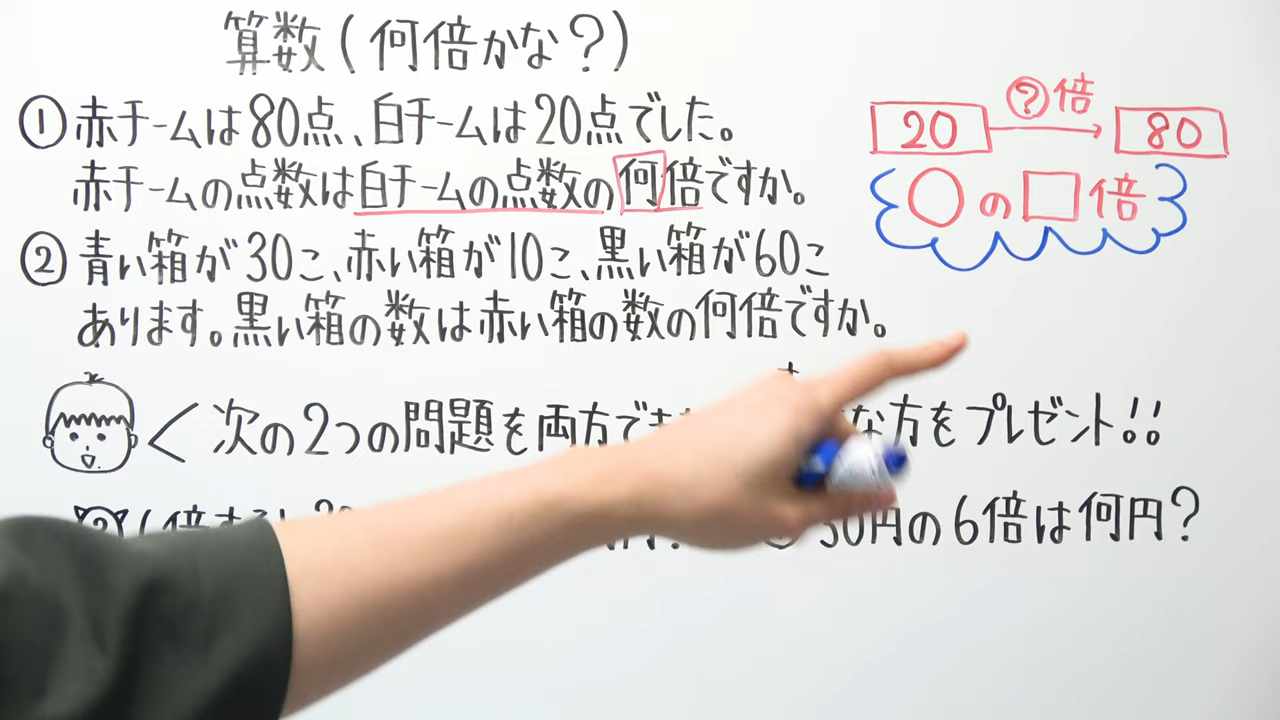 算数(何倍かな?)
①赤チームは80点、白チームは20点でした。
赤チームの点数は白チームの点数の何倍ですか。
?倍
20 → 80
○の□倍
②青い箱が30こ、赤い箱が10こ、黒い箱が60こ
あります。黒い箱の数は赤い箱の数の何倍ですか。
次の2つの問題を両方で な方をプレゼント!!
倍する 30円の6倍は何円?